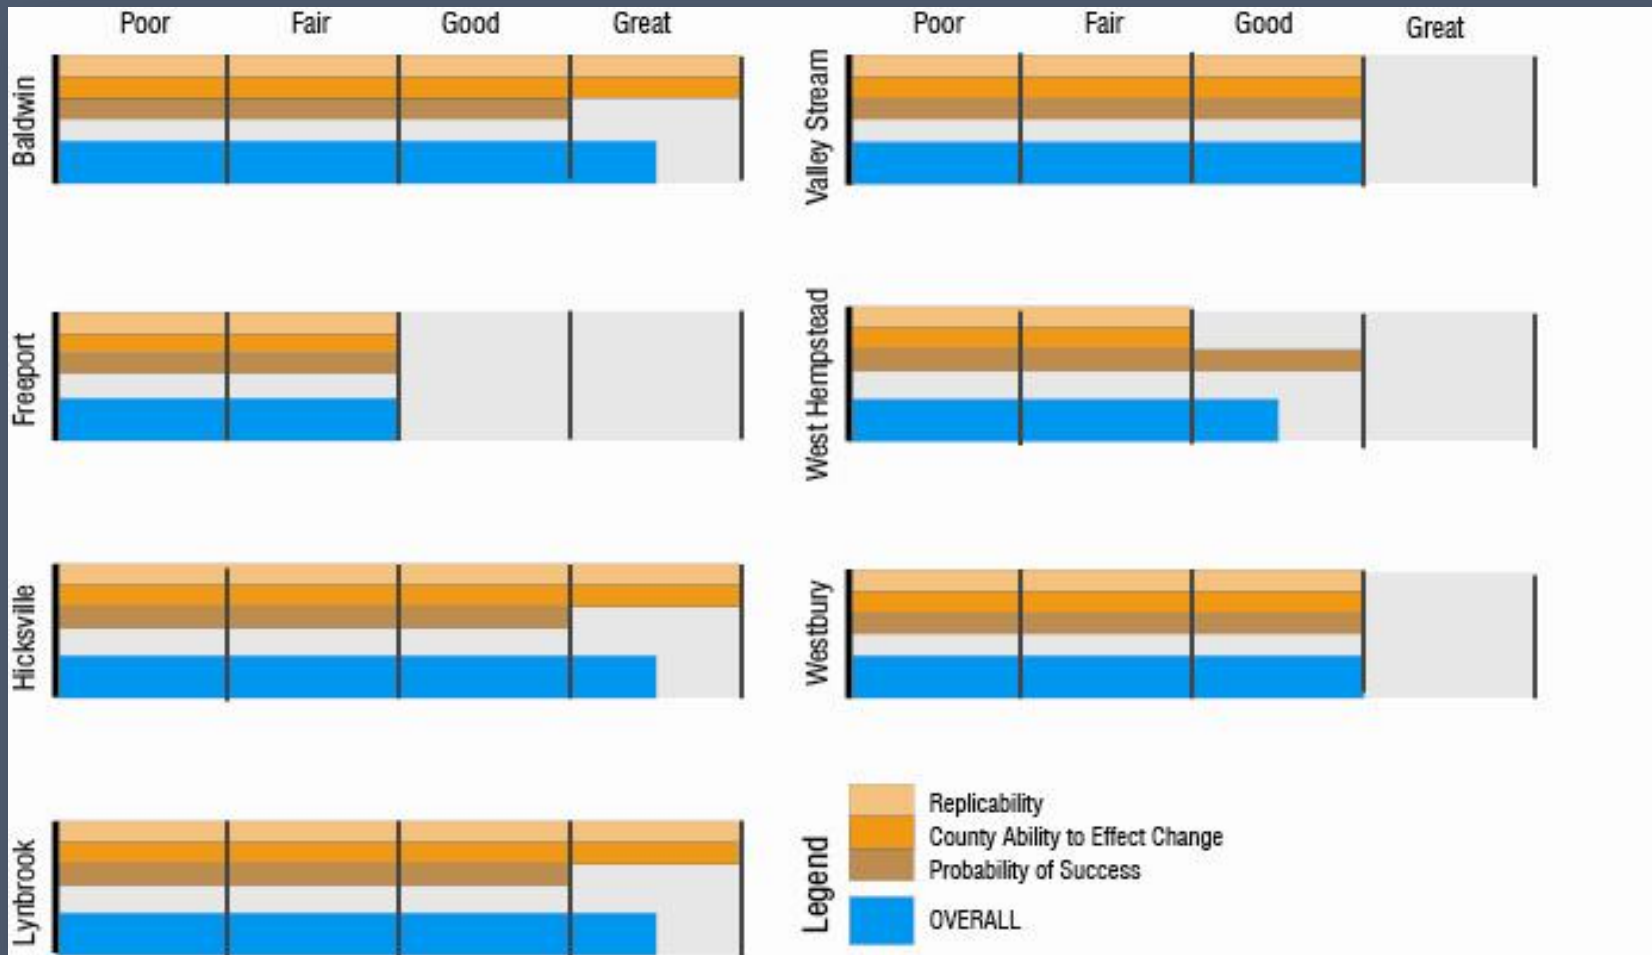 Poor Fair Good Great
Poor Fair Good Great
Baldwin
Valley Stream
Freeport
West Hempstead
Hicksville
Westbury
Lynbrook
Legend
Replicability
County Ability to Effect Change
Probability of Success
OVERALL